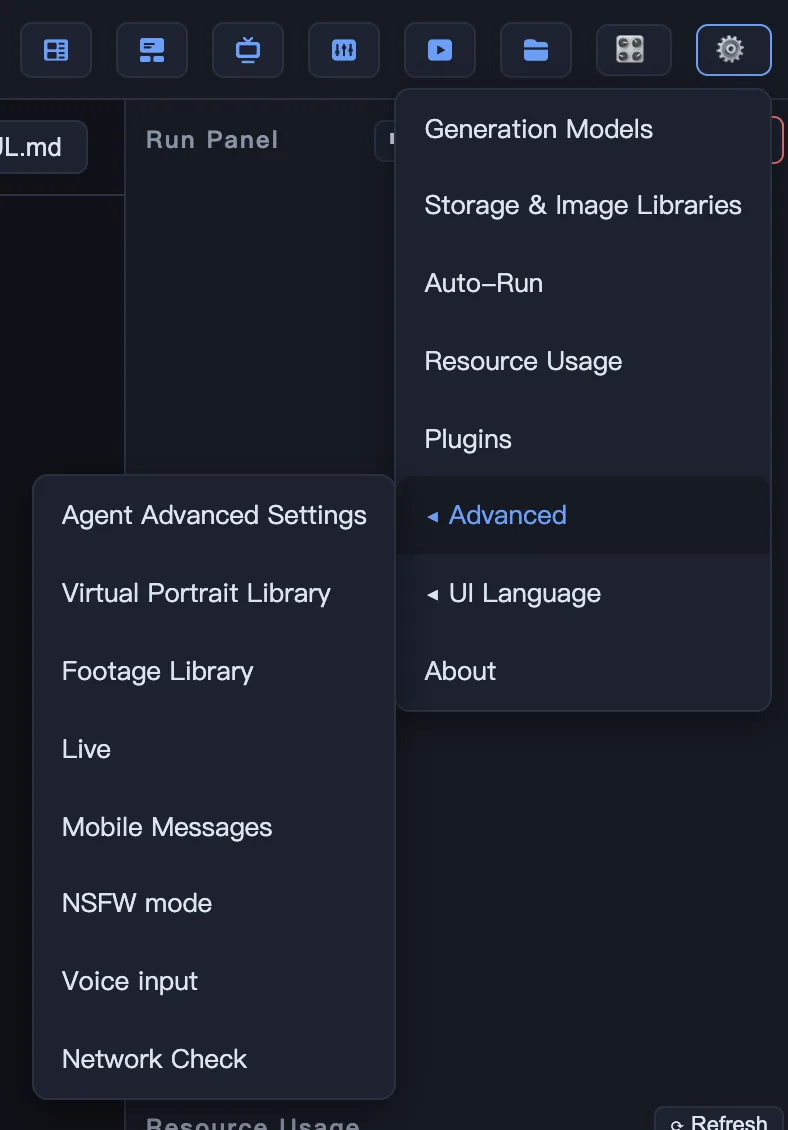 JL.md
Run Panel
Generation Models
Storage & Image Libraries
Auto–Run
Resource Usage
Plugins
◂ Advanced
◂ UI Language
About
Agent Advanced Settings
Virtual Portrait Library
Footage Library
Live
Mobile Messages
NSFW mode
Voice input
Network Check
Resource Usage
⟳ Refresh